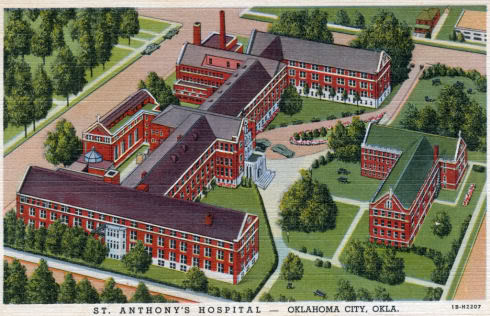 St. Anthony's Hospital — Oklahoma City, Okla.
1B-H2207